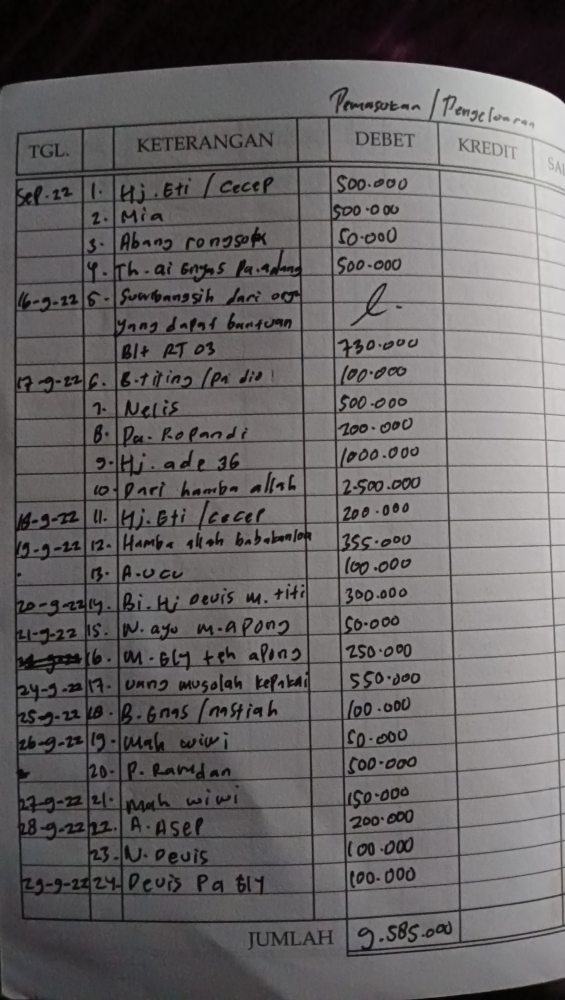 Pemasukan / Pengeluaran
TGL. KETERANGAN DEBET KREDIT
Sep. 22 1. Hj. Eti / Cecep 500.000
2. Mia 500.000
3. Abang rongsok 50.000
4. Th. ai 500.000
16-9-22 5. Sumbangsih dari org
yang dapat bantuan
Blt RT 03 730.000
17-9-22 6. B. titing / Pa dio 100.000
7. Nelis 500.000
8. Pa. Ropandi 200.000
9. Hj. ade 36 1000.000
10. Dari hamba allah 2.500.000
18-9-22 11. Hj. Eti / cecep 200.000
19-9-22 12. Hamba allah 355.000
13. A. Ucu 100.000
20-9-22 14. Bi. Hj Devis m. titi 300.000
21-9-22 15. N. ayu m. apong 50.000
16. M. Ely teh apong 250.000
24-9-22 17. uang musolah kepakai 550.000
25-9-22 18. B. Enas / nastiah 100.000
26-9-22 19. Mah wiwi 50.000
20. P. Ramdan 500.000
27-9-22 21. Mah wiwi 150.000
28-9-22 22. A. Asep 200.000
23. N. Devis 100.000
29-9-22 24. Devis Pa Ely 100.000
JUMLAH 9.585.000